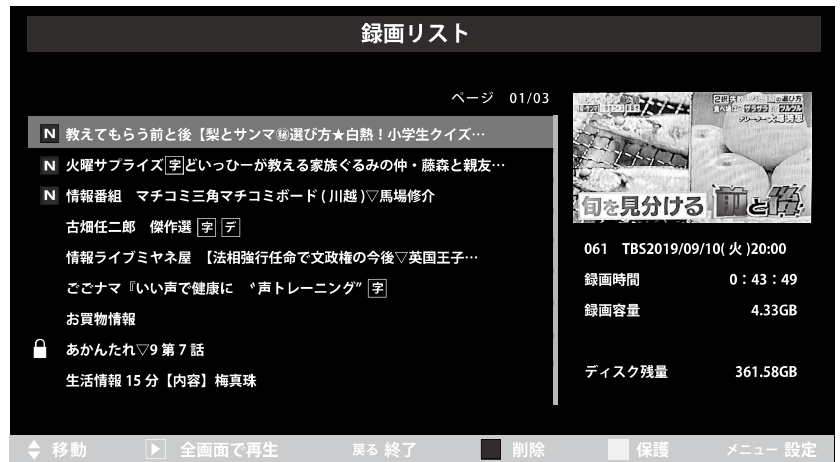 録画リスト
ページ 01/03
N 教えてもらう前と後【梨とサンマ㊙選び方★白熱！小学生クイズ…
N 火曜サプライズ字どいっひーが教える家族ぐるみの仲・藤森と親友…
N 情報番組 マチコミ三角マチコミボード(川越)▽馬場修介
古畑任二郎 傑作選 字 デ
情報ライブミヤネ屋 【法相強行任命で文政権の今後▽英国王子…
ごごナマ『いい声で健康に 〝声トレーニング” 字
お買物情報
あかんたれ▽9 第7話
生活情報15分【内容】梅真珠
旬を見分ける 前と後
061 TBS2019/09/10(火)20:00
録画時間 0：43：49
録画容量 4.33GB
ディスク残量 361.58GB
移動 全画面で再生 戻る 終了 削除 保護 メニュー 設定